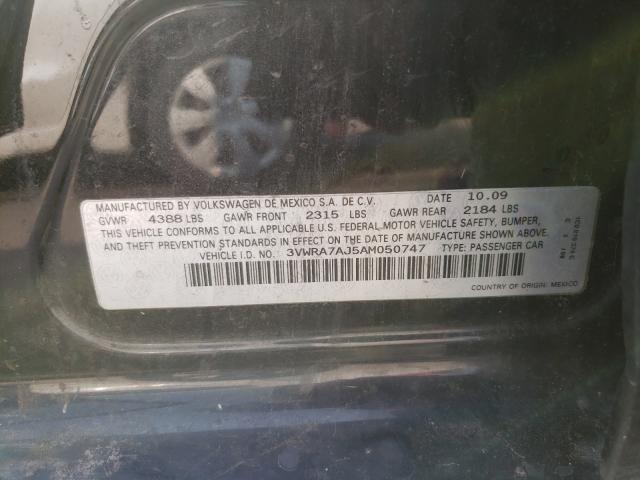 MANUFACTURED BY VOLKSWAGEN DE MEXICO S.A. DE C.V. DATE 10.09
GVWR 4388 LBS GAWR FRONT 2315 LBS GAWR REAR 2184 LBS
THIS VEHICLE CONFORMS TO ALL APPLICABLE U.S. FEDERAL MOTOR VEHICLE SAFETY, BUMPER,
AND THEFT PREVENTION STANDARDS IN EFFECT ON THE DATE OF MANUFACTURE SHOWN ABOVE.
VEHICLE I.D. NO.: 3VWRA7AJ5AM050747 TYPE: PASSENGER CAR
COUNTRY OF ORIGIN: MEXICO